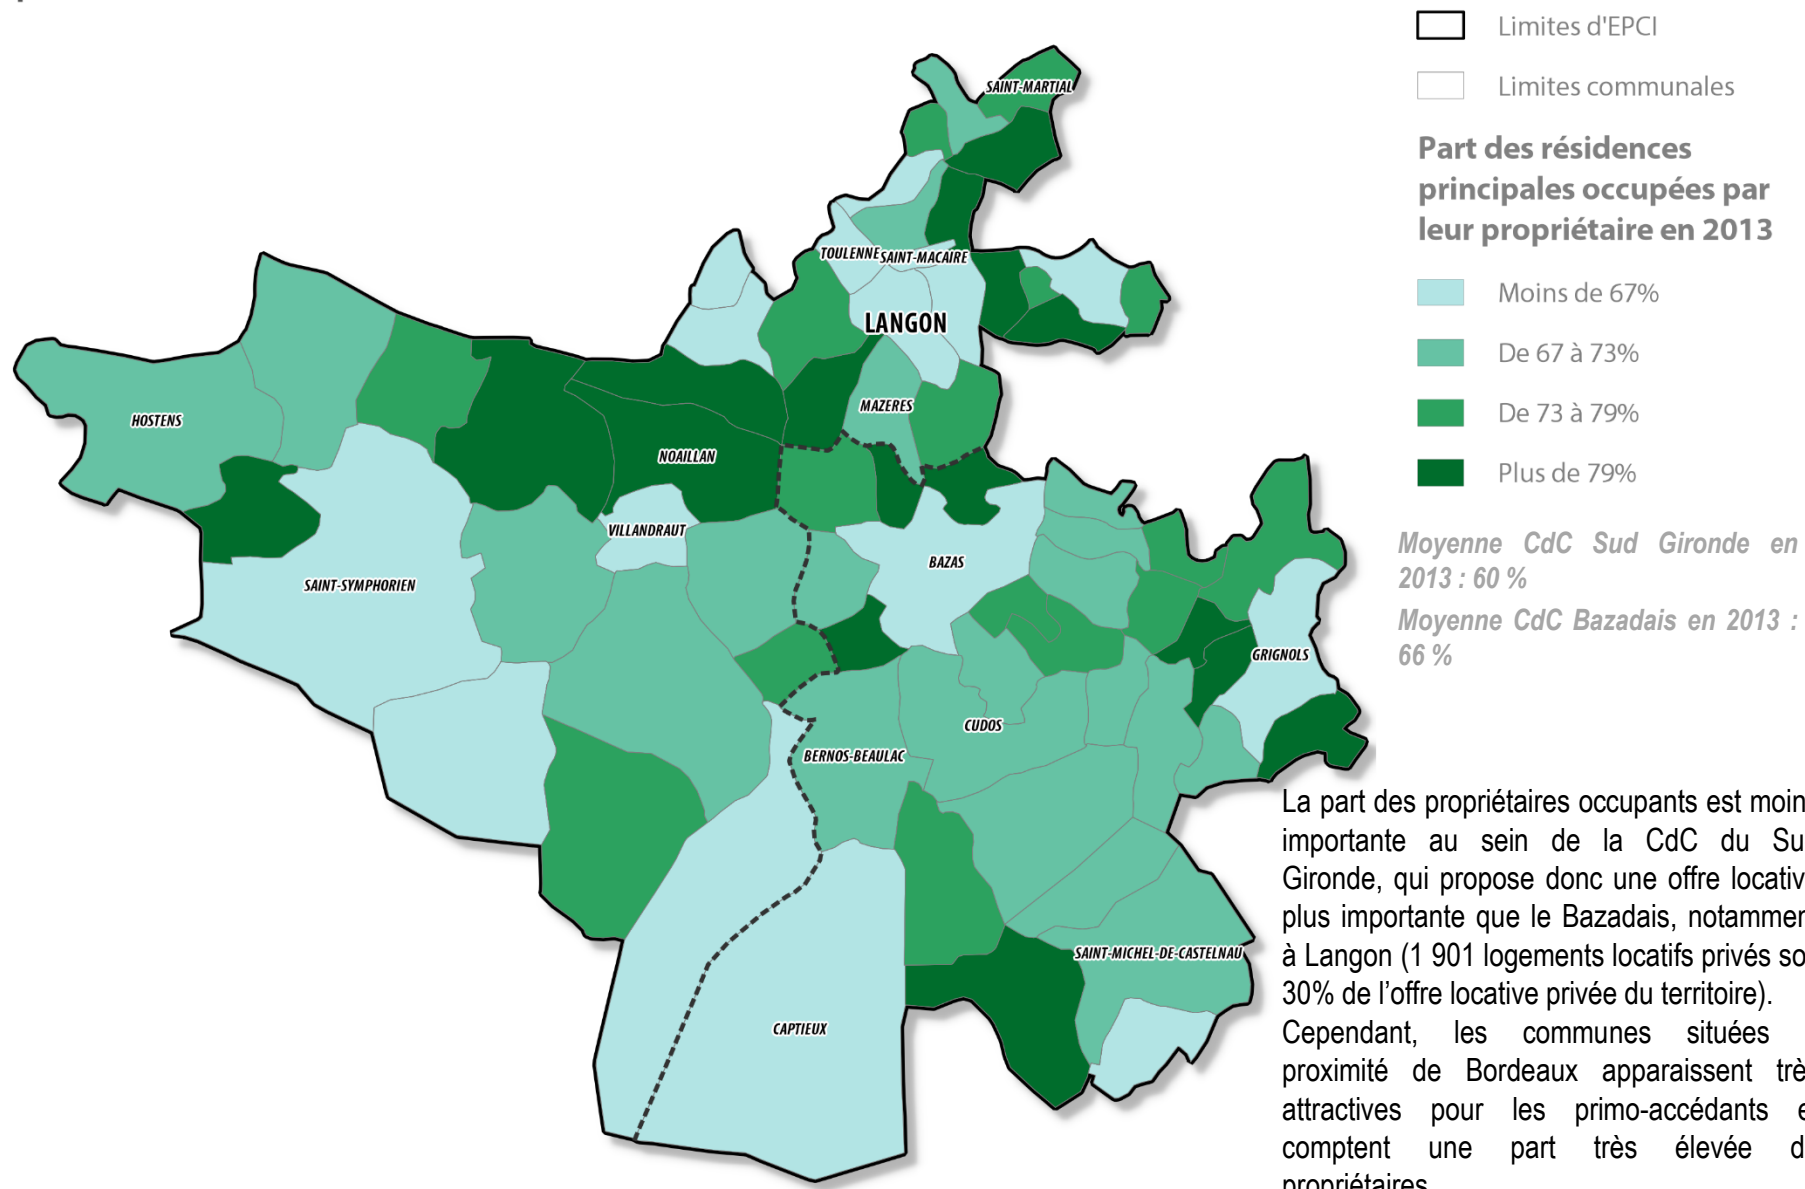 SAINT-MARTIAL
TOULENNE
SAINT-MACAIRE
LANGON
HOSTENS
MAZERES
NOAILLAN
VILLANDRAUT
BAZAS
SAINT-SYMPHORIEN
GRIGNOLS
CUDOS
BERNOS-BEAULAC
SAINT-MICHEL-DE-CASTELNAU
CAPTIEUX
Limites d'EPCI
Limites communales
Part des résidences
principales occupées par
leur propriétaire en 2013
Moins de 67%
De 67 à 73%
De 73 à 79%
Plus de 79%
Moyenne CdC Sud Gironde en
2013 : 60 %
Moyenne CdC Bazadais en 2013 :
66 %
La part des propriétaires occupants est moin
importante au sein de la CdC du Su
Gironde, qui propose donc une offre locativ
plus importante que le Bazadais, notammen
à Langon (1 901 logements locatifs privés so
30% de l’offre locative privée du territoire).
Cependant, les communes situées
proximité de Bordeaux apparaissent trè
attractives pour les primo-accédants e
comptent une part très élevée d
propriétaires